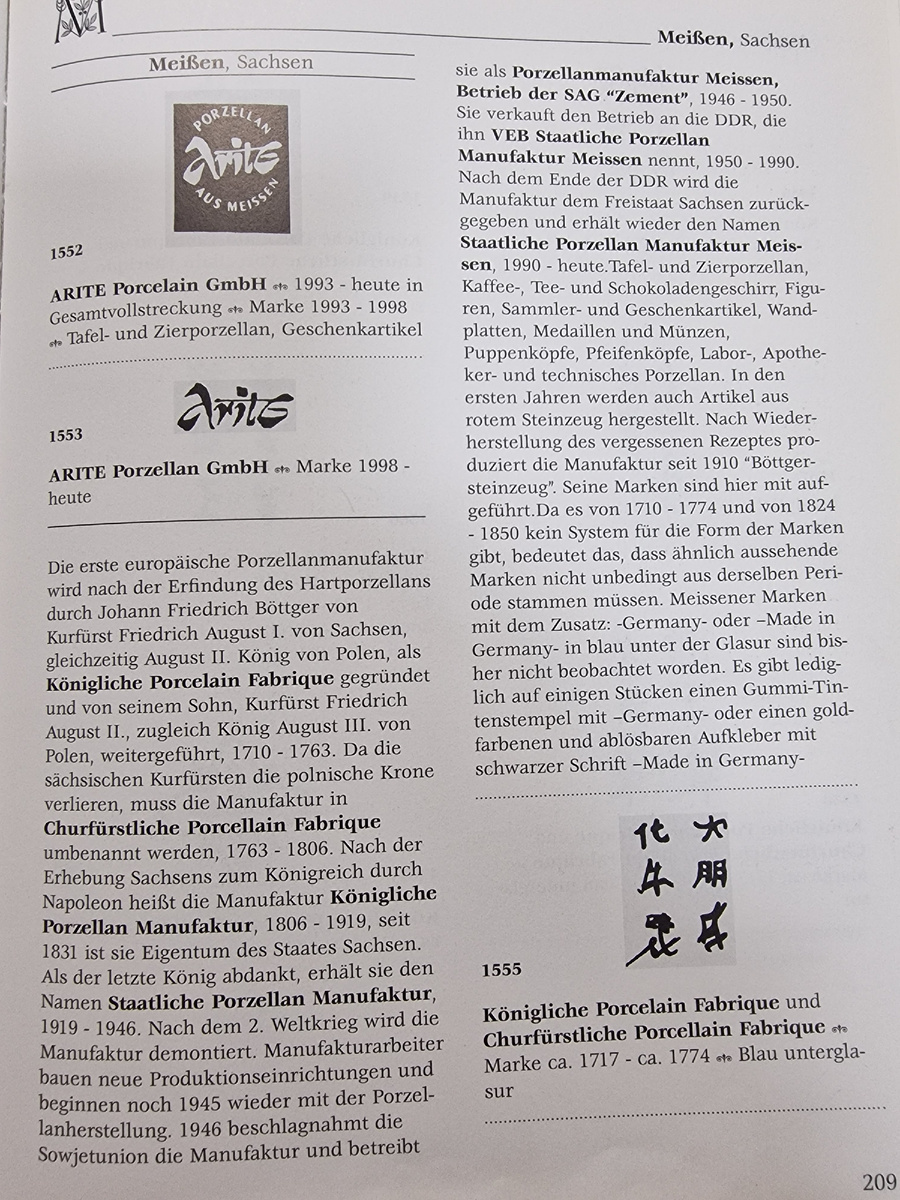 M
Meißen, Sachsen
Meißen, Sachsen
PORZELLAN
Arite
AUS MEISSEN
1552
ARITE Porcelain GmbH 1993 - heute in
Gesamtvollstreckung Marke 1993 - 1998
Tafel- und Zierporzellan, Geschenkartikel
Arite
1553
ARITE Porzellan GmbH Marke 1998 -
heute
Die erste europäische Porzellanmanufaktur
wird nach der Erfindung des Hartporzellans
durch Johann Friedrich Böttger von
Kurfürst Friedrich August I. von Sachsen,
gleichzeitig August II. König von Polen, als
Königliche Porcelain Fabrique gegründet
und von seinem Sohn, Kurfürst Friedrich
August II., zugleich König August III. von
Polen, weitergeführt, 1710 - 1763. Da die
sächsischen Kurfürsten die polnische Krone
verlieren, muss die Manufaktur in
Churfürstliche Porcellain Fabrique
umbenannt werden, 1763 - 1806. Nach der
Erhebung Sachsens zum Königreich durch
Napoleon heißt die Manufaktur Königliche
Porzellan Manufaktur, 1806 - 1919, seit
1831 ist sie Eigentum des Staates Sachsen.
Als der letzte König abdankt, erhält sie den
Namen Staatliche Porzellan Manufaktur,
1919 - 1946. Nach dem 2. Weltkrieg wird die
Manufaktur demontiert. Manufakturarbeiter
bauen neue Produktionseinrichtungen und
beginnen noch 1945 wieder mit der Porzel-
lanherstellung. 1946 beschlagnahmt die
Sowjetunion die Manufaktur und betreibt
sie als Porzellanmanufaktur Meissen,
Betrieb der SAG “Zement”, 1946 - 1950.
Sie verkauft den Betrieb an die DDR, die
ihn VEB Staatliche Porzellan
Manufaktur Meissen nennt, 1950 - 1990.
Nach dem Ende der DDR wird die
Manufaktur dem Freistaat Sachsen zurück-
gegeben und erhält wieder den Namen
Staatliche Porzellan Manufaktur Meis-
sen, 1990 - heute.Tafel- und Zierporzellan,
Kaffee-, Tee- und Schokoladengeschirr, Figu-
ren, Sammler- und Geschenkartikel, Wand-
platten, Medaillen und Münzen,
Puppenköpfe, Pfeifenköpfe, Labor-, Apothe-
ker- und technisches Porzellan. In den
ersten Jahren werden auch Artikel aus
rotem Steinzeug hergestellt. Nach Wieder-
herstellung des vergessenen Rezeptes pro-
duziert die Manufaktur seit 1910 “Böttger-
steinzeug”. Seine Marken sind hier mit auf-
geführt.Da es von 1710 - 1774 und von 1824
- 1850 kein System für die Form der Marken
gibt, bedeutet das, dass ähnlich aussehende
Marken nicht unbedingt aus derselben Peri-
ode stammen müssen. Meissener Marken
mit dem Zusatz: -Germany- oder –Made in
Germany- in blau unter der Glasur sind bis-
her nicht beobachtet worden. Es gibt ledig-
lich auf einigen Stücken einen Gummi-Tin-
tenstempel mit –Germany- oder einen gold-
farbenen und ablösbaren Aufkleber mit
schwarzer Schrift –Made in Germany-
大
朋
1555
Königliche Porcelain Fabrique und
Churfürstliche Porcellain Fabrique
Marke ca. 1717 - ca. 1774 Blau untergla-
sur
209